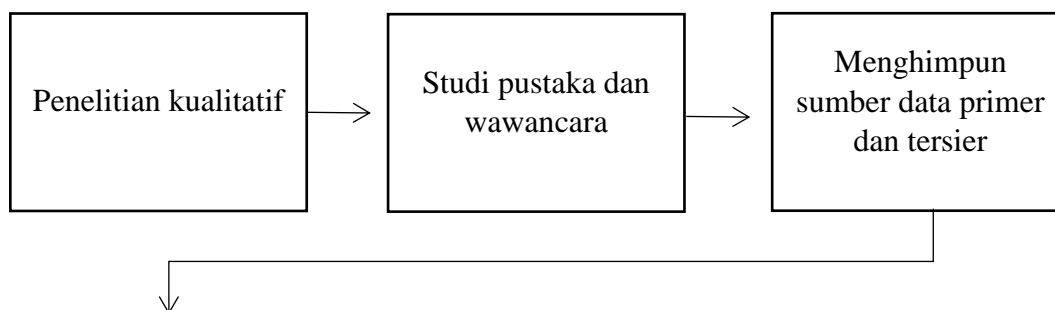 Penelitian kualitatif
Studi pustaka dan
wawancara
Menghimpun
sumber data primer
dan tersier